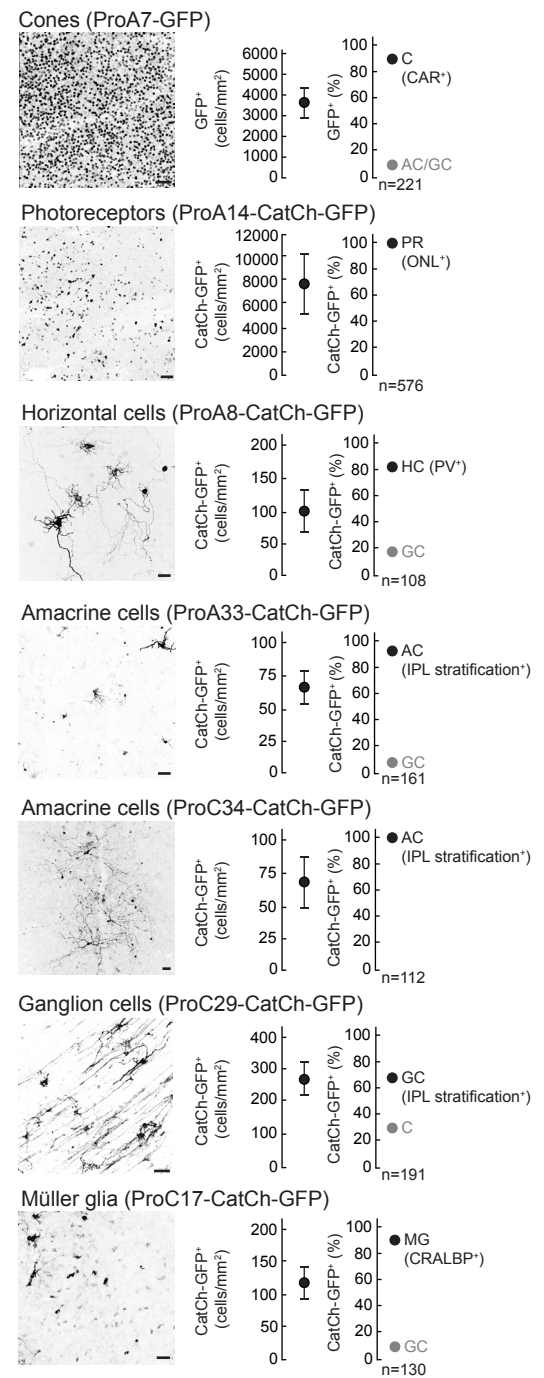 Cones (ProA7-GFP)
GFP⁺
(cells/mm²)
6000
5000
4000
3000
2000
1000
0
GFP⁺ (%)
100
80
60
40
20
0
C
(CAR⁺)
AC/GC
n=221
Photoreceptors (ProA14-CatCh-GFP)
CatCh-GFP⁺
(cells/mm²)
12000
10000
8000
6000
4000
2000
0
CatCh-GFP⁺ (%)
100
80
60
40
20
0
PR
(ONL⁺)
n=576
Horizontal cells (ProA8-CatCh-GFP)
CatCh-GFP⁺
(cells/mm²)
200
150
100
50
0
CatCh-GFP⁺ (%)
100
80
60
40
20
0
HC (PV⁺)
GC
n=108
Amacrine cells (ProA33-CatCh-GFP)
CatCh-GFP⁺
(cells/mm²)
100
75
50
25
0
CatCh-GFP⁺ (%)
100
80
60
40
20
0
AC
(IPL stratification⁺)
GC
n=161
Amacrine cells (ProC34-CatCh-GFP)
CatCh-GFP⁺
(cells/mm²)
100
75
50
25
0
CatCh-GFP⁺ (%)
100
80
60
40
20
0
AC
(IPL stratification⁺)
n=112
Ganglion cells (ProC29-CatCh-GFP)
CatCh-GFP⁺
(cells/mm²)
400
300
200
100
0
CatCh-GFP⁺ (%)
100
80
60
40
20
0
GC
(IPL stratification⁺)
C
n=191
Müller glia (ProC17-CatCh-GFP)
CatCh-GFP⁺
(cells/mm²)
200
150
100
50
0
CatCh-GFP⁺ (%)
100
80
60
40
20
0
MG
(CRALBP⁺)
GC
n=130